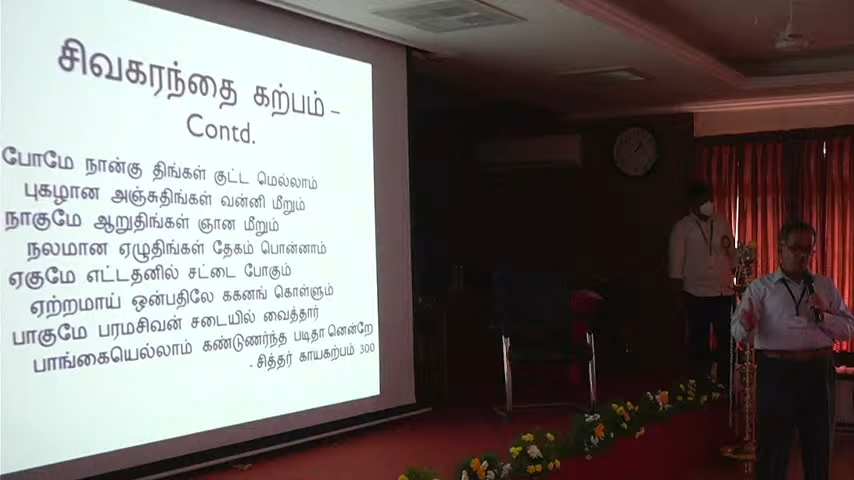 சிவகரந்தை கற்பம் –
Contd.
போமே நான்கு திங்கள் குட்ட மெல்லாம்
புகழான அஞ்சுதிங்கள் வன்னி மீறும்
நாகுமே ஆறுதிங்கள் ஞான மீறும்
நலமான ஏழுதிங்கள் தேகம் பொன்னாம்
ஏகுமே எட்டதனில் சட்டை போகும்
ஏற்றமாய் ஒன்பதிலே ககனங் கொள்ளும்
பாகுமே பரமசிவன் சடையில் வைத்தார்
பாங்கையெல்லாம் கண்டுணர்ந்த படிதா னென்றே
- சித்தர் காயகற்பம் 300